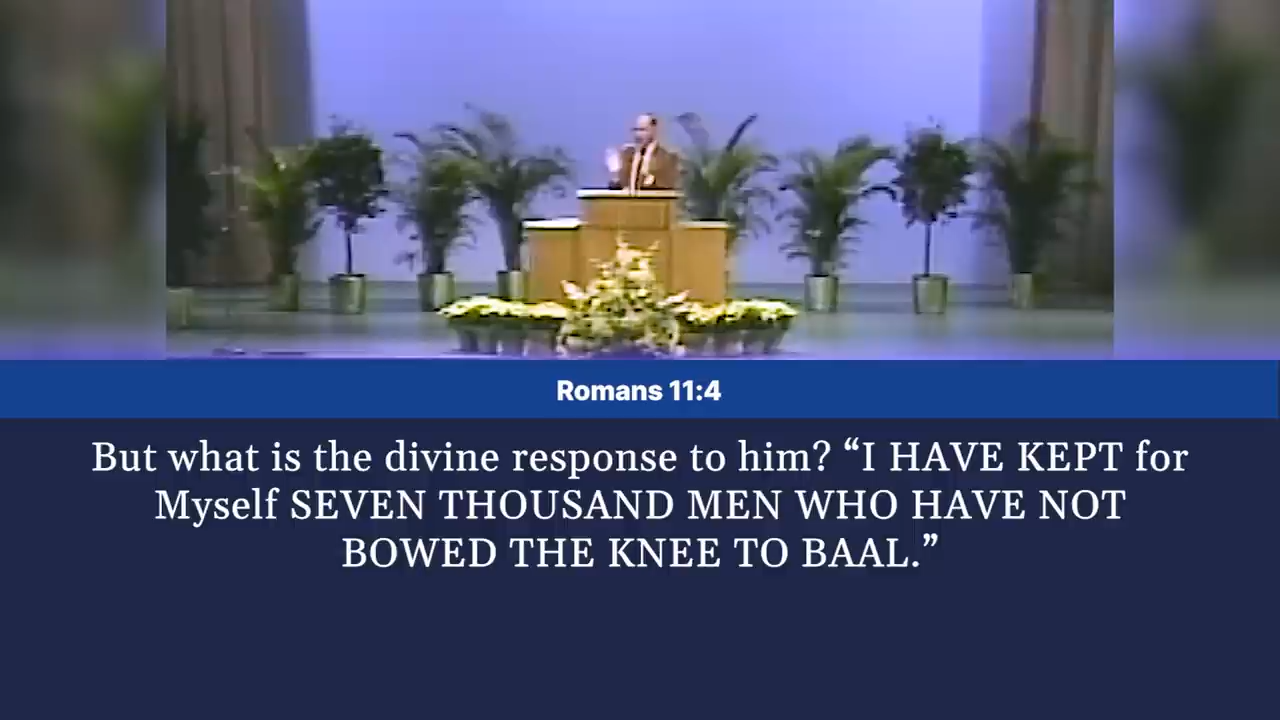 Romans 11:4
But what is the divine response to him? “I HAVE KEPT for
Myself SEVEN THOUSAND MEN WHO HAVE NOT
BOWED THE KNEE TO BAAL.”